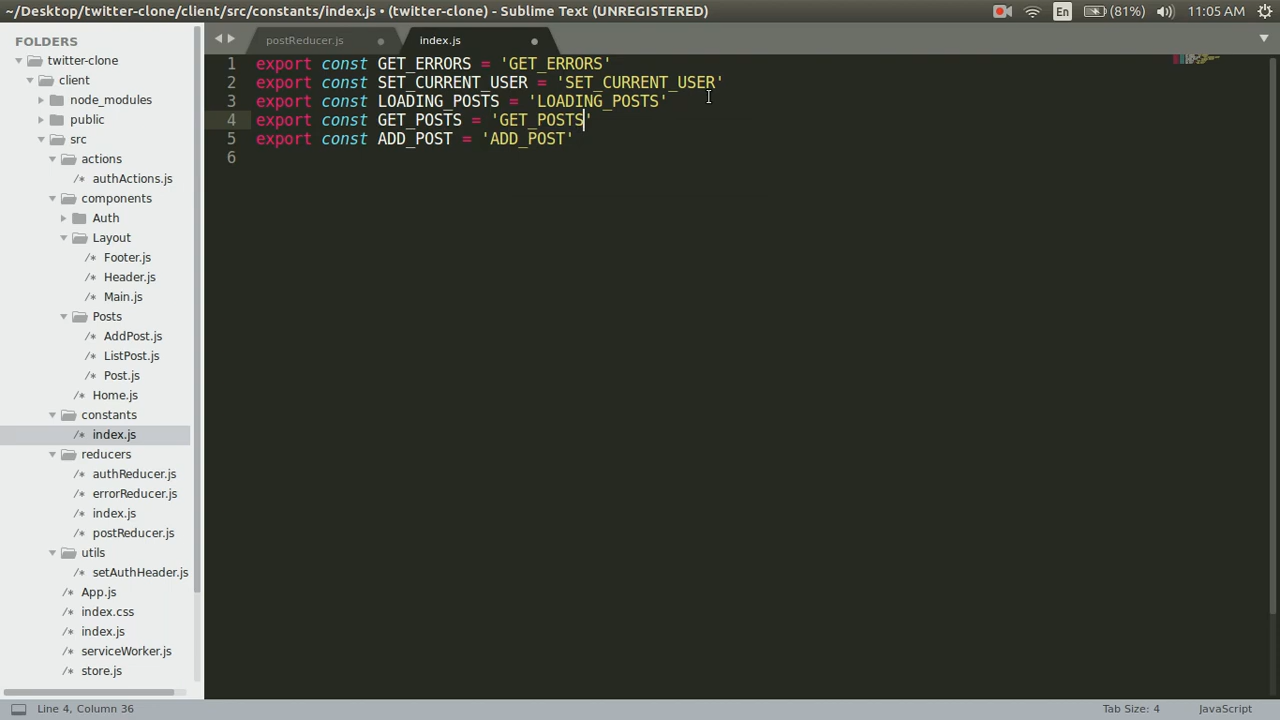 ~/Desktop/twitter-clone/client/src/constants/index.js • (twitter-clone) - Sublime Text (UNREGISTERED)
En (81%) 11:05 AM
FOLDERS
twitter-clone
client
node_modules
public
src
actions
/* authActions.js
components
Auth
Layout
/* Footer.js
/* Header.js
/* Main.js
Posts
/* AddPost.js
/* ListPost.js
/* Post.js
/* Home.js
constants
/* index.js
reducers
/* authReducer.js
/* errorReducer.js
/* index.js
/* postReducer.js
utils
/* setAuthHeader.js
/* App.js
/* index.css
/* index.js
/* serviceWorker.js
/* store.js
postReducer.js
index.js
1 export const GET_ERRORS = 'GET_ERRORS'
2 export const SET_CURRENT_USER = 'SET_CURRENT_USER'
3 export const LOADING_POSTS = 'LOADING_POSTS'
4 export const GET_POSTS = 'GET_POSTS'
5 export const ADD_POST = 'ADD_POST'
6
Line 4, Column 36
Tab Size: 4
JavaScript